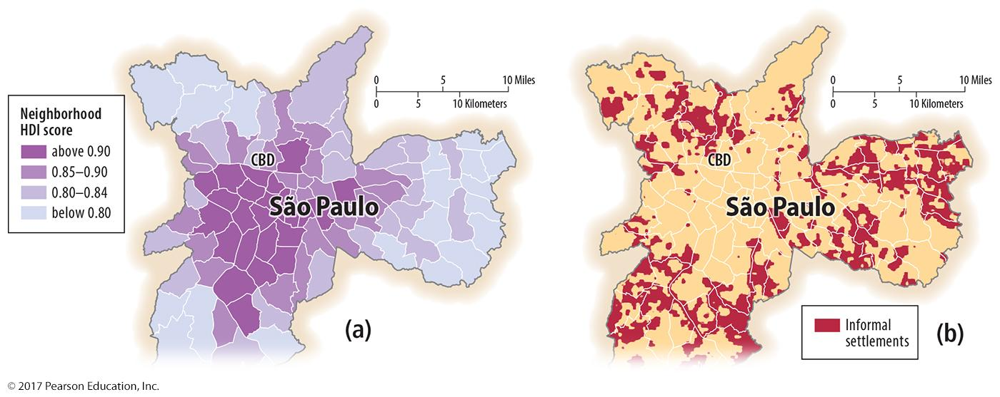 Neighborhood
HDI score
above 0.90
0.85–0.90
0.80–0.84
below 0.80
CBD
São Paulo
0 5 10 Miles
0 5 10 Kilometers
(a)
CBD
São Paulo
0 5 10 Miles
0 5 10 Kilometers
Informal
settlements
(b)
© 2017 Pearson Education, Inc.